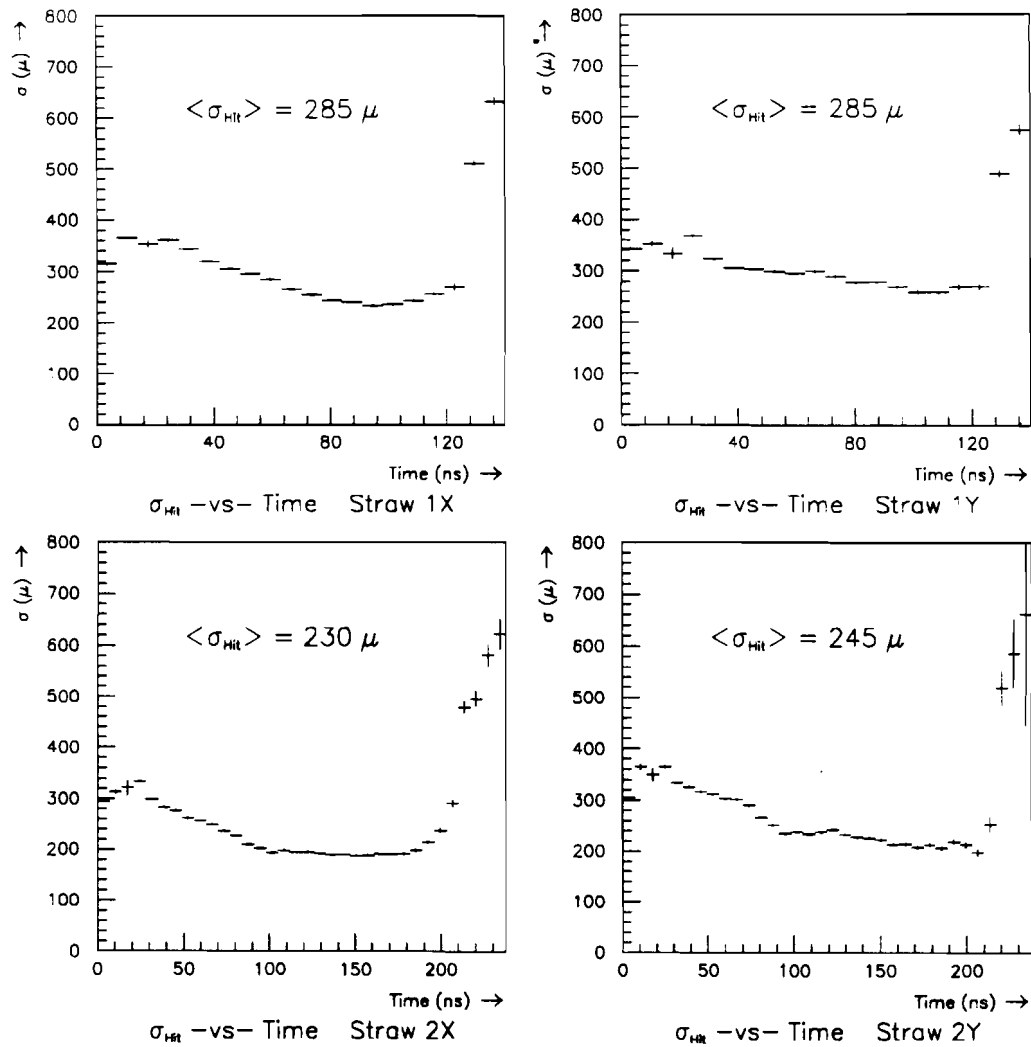 σ (μ) →
800
700
600
500
400
300
200
100
0
<σHit> = 285 μ
0 40 80 120
Time (ns) →
σHit –vs– Time Straw 1X
σ (μ) →
800
700
600
500
400
300
200
100
0
<σHit> = 285 μ
0 40 80 120
Time (ns) →
σHit –vs– Time Straw 1Y
σ (μ) →
800
700
600
500
400
300
200
100
0
<σHit> = 230 μ
0 50 100 150 200
Time (ns) →
σHit –vs– Time Straw 2X
σ (μ) →
800
700
600
500
400
300
200
100
0
<σHit> = 245 μ
0 50 100 150 200
Time (ns) →
σHit –vs– Time Straw 2Y